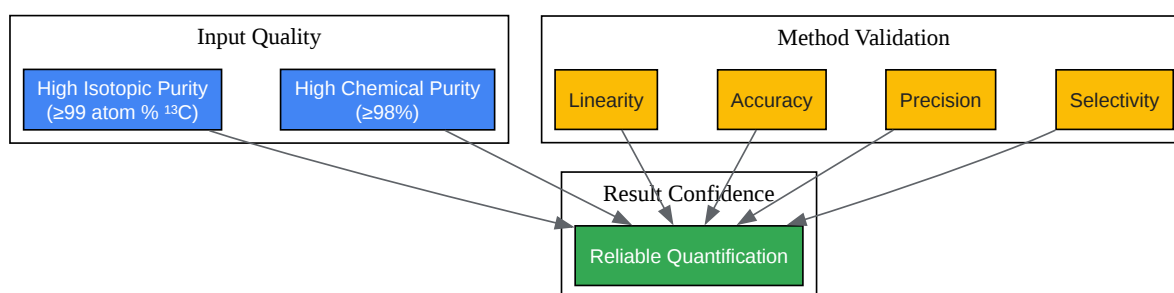 Input Quality
High Isotopic Purity
(≥99 atom % ¹³C)
High Chemical Purity
(≥98%)
Method Validation
Linearity
Accuracy
Precision
Selectivity
Result Confidence
Reliable Quantification